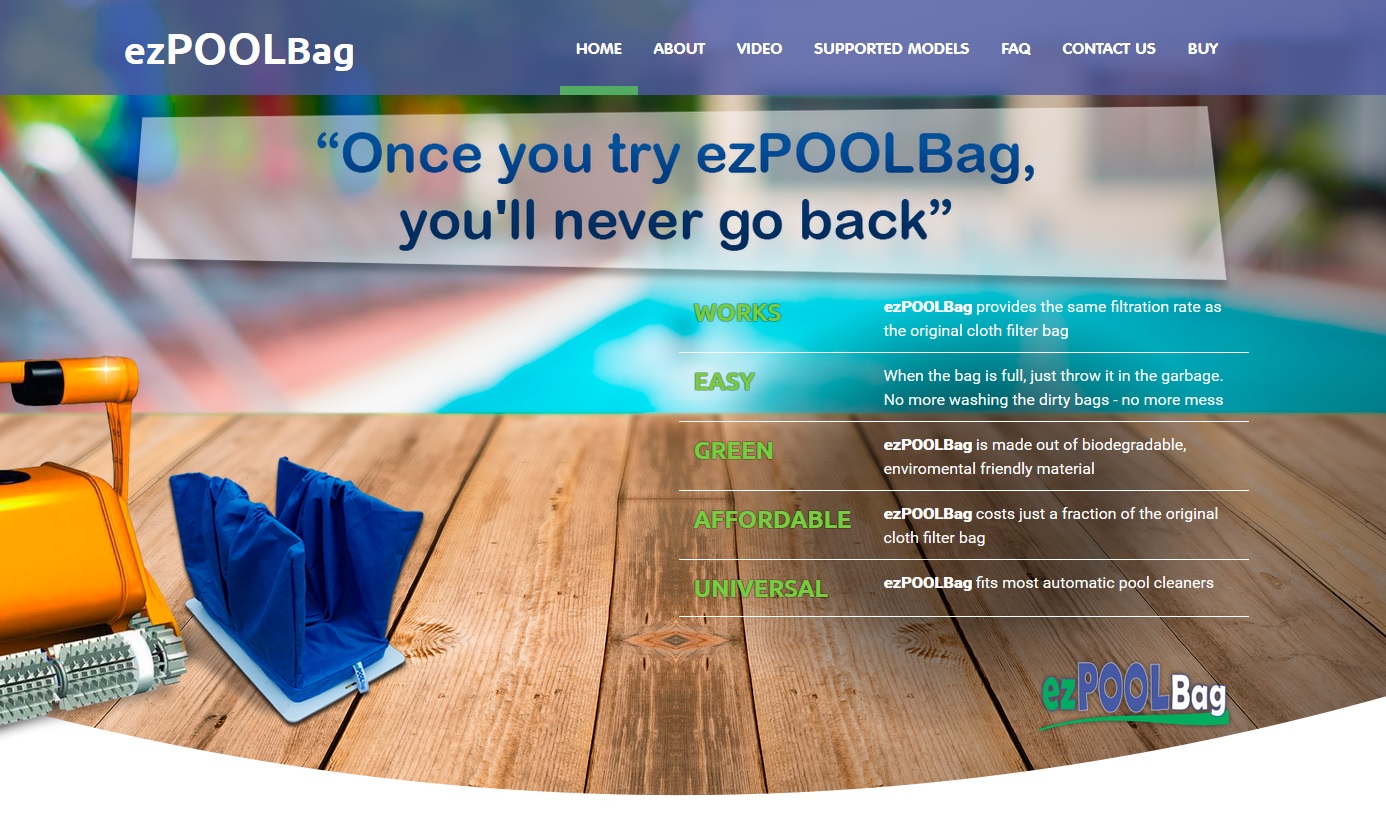 ezPOOLBag
HOME ABOUT VIDEO SUPPORTED MODELS FAQ CONTACT US BUY
“Once you try ezPOOLBag,
you'll never go back”
WORKS
ezPOOLBag provides the same filtration rate as
the original cloth filter bag
EASY
When the bag is full, just throw it in the garbage.
No more washing the dirty bags - no more mess
GREEN
ezPOOLBag is made out of biodegradable,
enviromental friendly material
AFFORDABLE
ezPOOLBag costs just a fraction of the original
cloth filter bag
UNIVERSAL
ezPOOLBag fits most automatic pool cleaners
ezPOOLBag